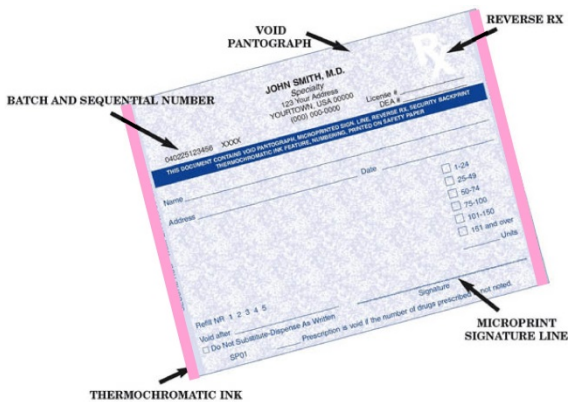 VOID
PANTOGRAPH
REVERSE RX
Rx
BATCH AND SEQUENTIAL NUMBER
JOHN SMITH, M.D.
Specialty
123 Your Address
YOURTOWN, USA 00000
(000) 000-0000
License #
DEA #
040225123456 XXXX
THIS DOCUMENT CONTAINS VOID PANTOGRAPH, MICROPRINTED SIGN. LINE, REVERSE RX, SECURITY BACKPRINT
THERMOCHROMATIC INK FEATURE, NUMBERING, PRINTED ON SAFETY PAPER
Name
Address
Date
1-24
25-49
50-74
75-100
101-150
151 and over
Units
Refill NR 1 2 3 4 5
Void after
Signature
Do Not Substitute-Dispense As Written
Prescription is void if the number of drugs prescribed is not noted.
SP01
MICROPRINT
SIGNATURE LINE
THERMOCHROMATIC INK